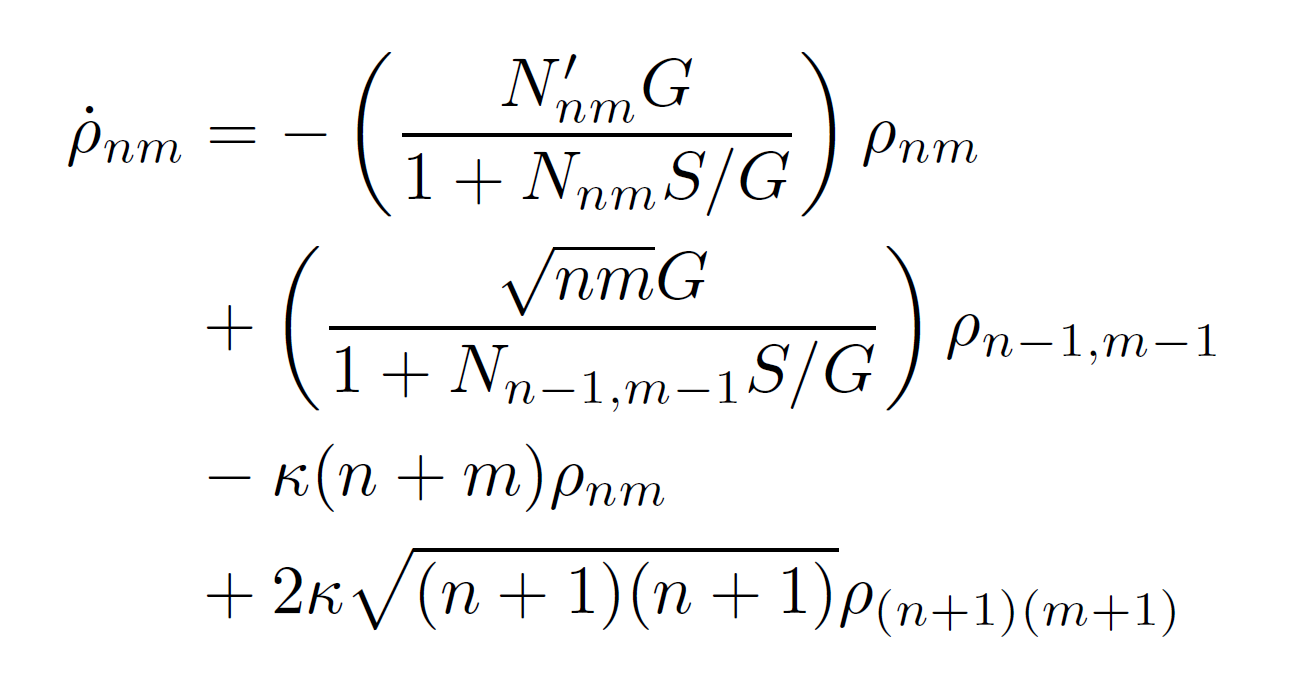 \dot{\rho}_{nm} = -\left(\frac{N'_{nm}G}{1+N_{nm}S/G}\right)\rho_{nm}
+\left(\frac{\sqrt{nm}G}{1+N_{n-1,m-1}S/G}\right)\rho_{n-1,m-1}
-\kappa(n+m)\rho_{nm}
+2\kappa\sqrt{(n+1)(n+1)}\rho_{(n+1)(m+1)}